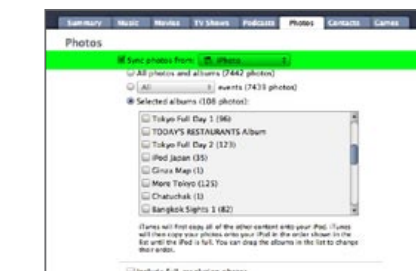 Summary Music Movies TV Shows Podcasts Photos Contacts Games
Photos
Sync photos from: iPhoto
All photos and albums (7442 photos)
All events (7439 photos)
Selected albums (108 photos):
Tokyo Full Day 1 (96)
TODAY'S RESTAURANTS Album
Tokyo Full Day 2 (123)
iPod Japan (35)
Ginza Map (1)
More Tokyo (125)
Chatuchak (1)
Bangkok Sights 1 (82)
iTunes will first copy all of the other content onto your iPod. iTunes
will then copy your photos onto your iPod in the order shown in the
list until the iPod is full. You can drag the albums in the list to change
their order.
Include full-resolution photos